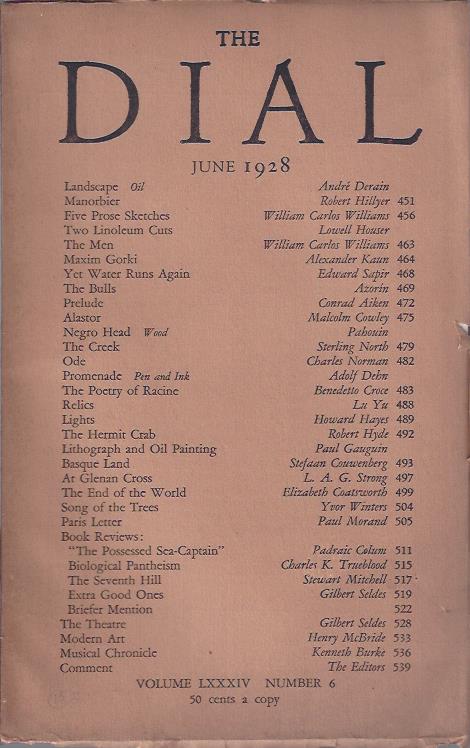 THE
DIAL
JUNE 1928
Landscape Oil André Derain
Manorbier Robert Hillyer 451
Five Prose Sketches William Carlos Williams 456
Two Linoleum Cuts Lowell Houser
The Men William Carlos Williams 463
Maxim Gorki Alexander Kaun 464
Yet Water Runs Again Edward Sapir 468
The Bulls Azorín 469
Prelude Conrad Aiken 472
Alastor Malcolm Cowley 475
Negro Head Wood Pahouin
The Creek Sterling North 479
Ode Charles Norman 482
Promenade Pen and Ink Adolf Dehn
The Poetry of Racine Benedetto Croce 483
Relics Lu Yu 488
Lights Howard Hayes 489
The Hermit Crab Robert Hyde 492
Lithograph and Oil Painting Paul Gauguin
Basque Land Stefaan Couwenberg 493
At Glenan Cross L. A. G. Strong 497
The End of the World Elizabeth Coatsworth 499
Song of the Trees Yvor Winters 504
Paris Letter Paul Morand 505
Book Reviews:
"The Possessed Sea-Captain" Padraic Colum 511
Biological Pantheism Charles K. Trueblood 515
The Seventh Hill Stewart Mitchell 517
Extra Good Ones Gilbert Seldes 519
Briefer Mention 522
The Theatre Gilbert Seldes 528
Modern Art Henry McBride 533
Musical Chronicle Kenneth Burke 536
Comment The Editors 539
VOLUME LXXXIV NUMBER 6
50 cents a copy